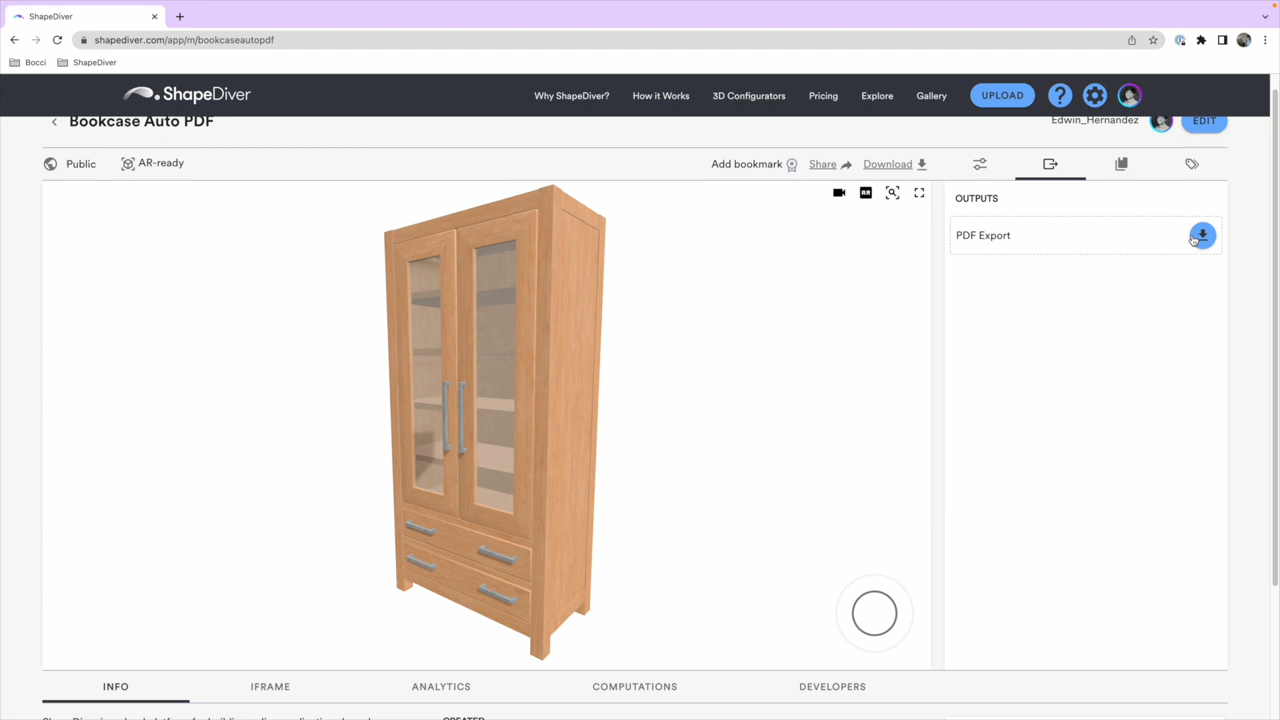 ShapeDiver
shapediver.com/app/m/bookcaseautopdf
Bocci
ShapeDiver
ShapeDiver
Why ShapeDiver?
How it Works
3D Configurators
Pricing
Explore
Gallery
UPLOAD
Bookcase Auto PDF
Edwin_Hernandez
EDIT
Public
AR-ready
Add bookmark
Share
Download
AR
OUTPUTS
PDF Export
INFO
IFRAME
ANALYTICS
COMPUTATIONS
DEVELOPERS
CREATED